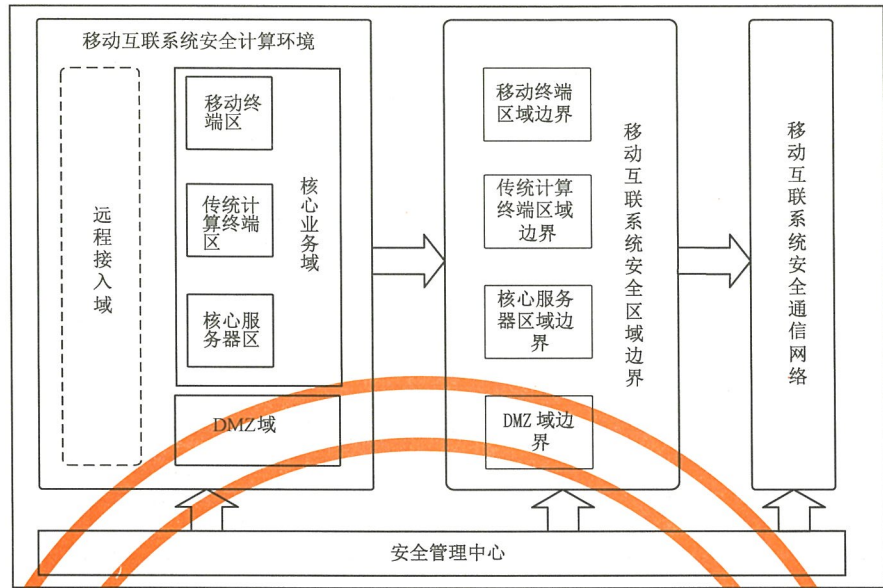 移动互联系统安全计算环境
远程接入域
移动终
端区
传统计
算终端
区
核心服
务器区
核心业务域
DMZ域
移动终端
区域边界
传统计算
终端区域
边界
核心服务
器区域边
界
DMZ 域边
界
移动互联系统安全区域边界
移动互联系统安全通信网络
安全管理中心